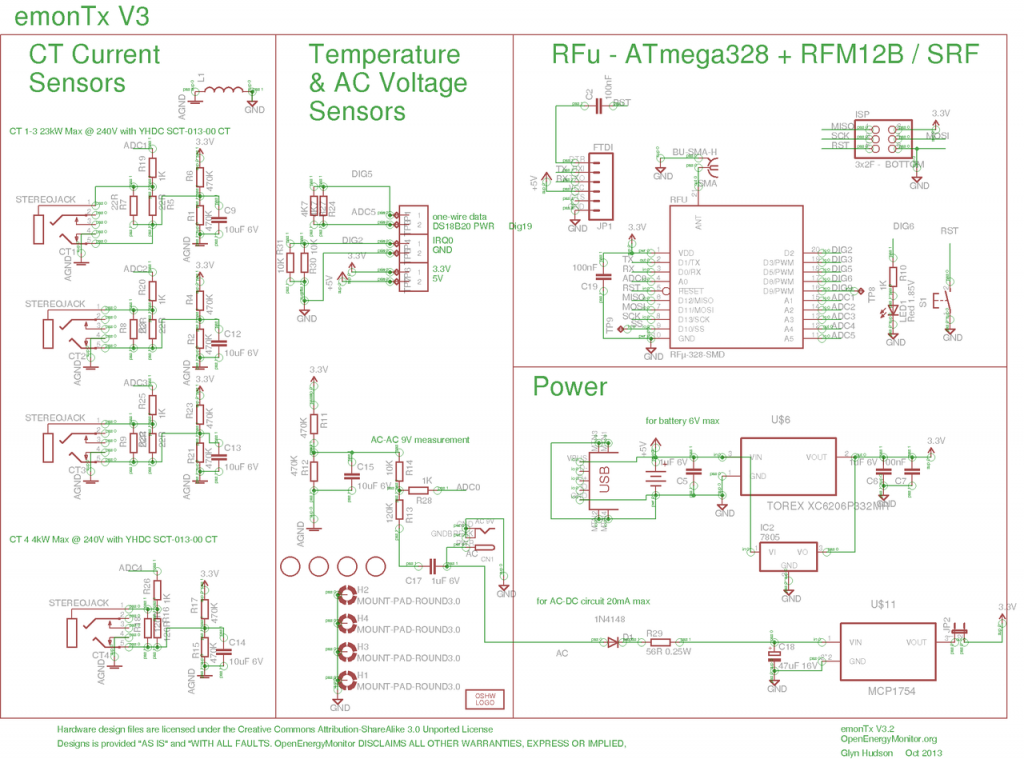 emonTx V3
CT Current
Sensors
L1
AGND
GND
CT 1-3 23kW Max @ 240V with YHDC SCT-013-00 CT
ADC1
3.3V
R19
1K
R6
470K
STEREOJACK
22R
R7
R5
R1
470K
C9
10uF 6V
CT1
AGND
AGND
ADC2
3.3V
R20
1K
R4
470K
STEREOJACK
R8
R2
470K
C12
10uF 6V
CT2
AGND
AGND
ADC3
3.3V
R25
1K
R23
470K
STEREOJACK
R9
22R
R21
470K
C13
10uF 6V
CT3
AGND
AGND
CT 4 4kW Max @ 240V with YHDC SCT-013-00 CT
ADC4
3.3V
R26
1K
R17
470K
STEREOJACK
R15
470K
C14
10uF 6V
CT4
AGND
AGND
Temperature
& AC Voltage
Sensors
DIG5
4K7
R24
ADC5
one-wire data
DS18B20 PWR
Dig19
DIG2
IRQ0
GND
R31
10K
R30
10K
3.3V
5V
3.3V
+5V
GND
3.3V
R11
470K
AC-AC 9V measurement
R12
470K
C15
10uF 6V
R14
10K
1K
R28
ADC0
R13
120K
AGND
AC
CN1
C17
1uF 6V
GND
H2
MOUNT-PAD-ROUND3.0
H4
MOUNT-PAD-ROUND3.0
H3
MOUNT-PAD-ROUND3.0
H1
MOUNT-PAD-ROUND3.0
GND
OSHW
LOGO
RFu - ATmega328 + RFM12B / SRF
C2
100nF
RST
FTDI
+5V
TX
RX
GND
JP1
BU-SMA-H
GND
SMA
ISP
3.3V
MISO
SCK
RST
MOSI
3x2F - BOTTOM
GND
RFU
ANT
3.3V
100nF
C19
TX
RX
ADC0
RST
MISO
MOSI
SCK
TP9
VDD
D1/TX
D0/RX
A0
RESET
D12/MISO
D11/MOSI
D13/SCK
D10/SS
GND
D2
D3/PWM
D5/PWM
D6/PWM
D9/PWM
A1
A2
A3
A4
A5
DIG2
DIG3
DIG5
DIG6
DIG9
ADC1
ADC2
ADC3
ADC4
ADC5
TP8
GND
RFu-328-SMD
DIG6
R10
1K
LED1
Red 1.85V
GND
RST
S1
GND
Power
for battery 6V max
+5V
USB
1uF 6V
C5
GND
U$6
VIN
VOUT
GND
TOREX XC6206P332MR
1uF 6V
C6
100nF
C7
3.3V
GND
IC2
7805
VI
VO
GND
GND
for AC-DC circuit 20mA max
1N4148
AC
R29
56R 0.25W
C18
47uF 16V
GND
U$11
VIN
VOUT
GND
MCP1754
JP2
3.3V
Hardware design files are licensed under the Creative Commons Attribution-ShareAlike 3.0 Unported License
Designs is provided "AS IS" and "WITH ALL FAULTS. OpenEnergyMonitor DISCLAIMS ALL OTHER WARRANTIES, EXPRESS OR IMPLIED,
emonTx V3.2
OpenEnergyMonitor.org
Glyn Hudson Oct 2013